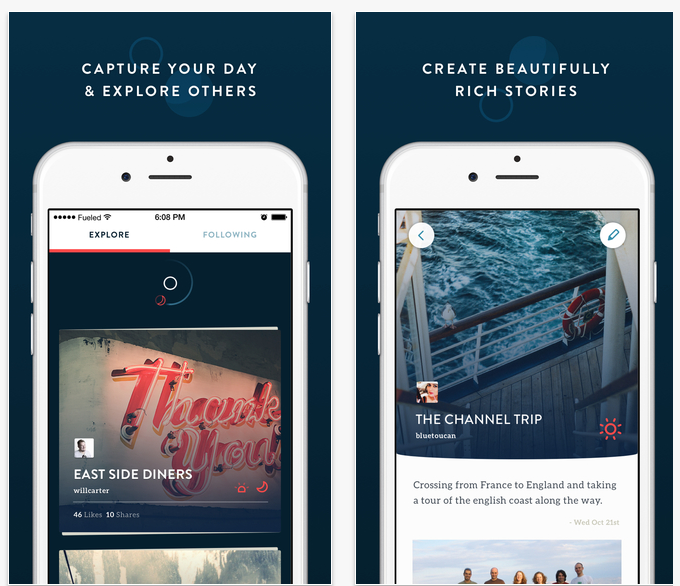 CAPTURE YOUR DAY
& EXPLORE OTHERS
Fueled 6:08 PM
EXPLORE FOLLOWING
Thank
You
EAST SIDE DINERS
willcarter
46 Likes 10 Shares
CREATE BEAUTIFULLY
RICH STORIES
THE CHANNEL TRIP
bluetoucan
Crossing from France to England and taking
a tour of the english coast along the way.
- Wed Oct 21st